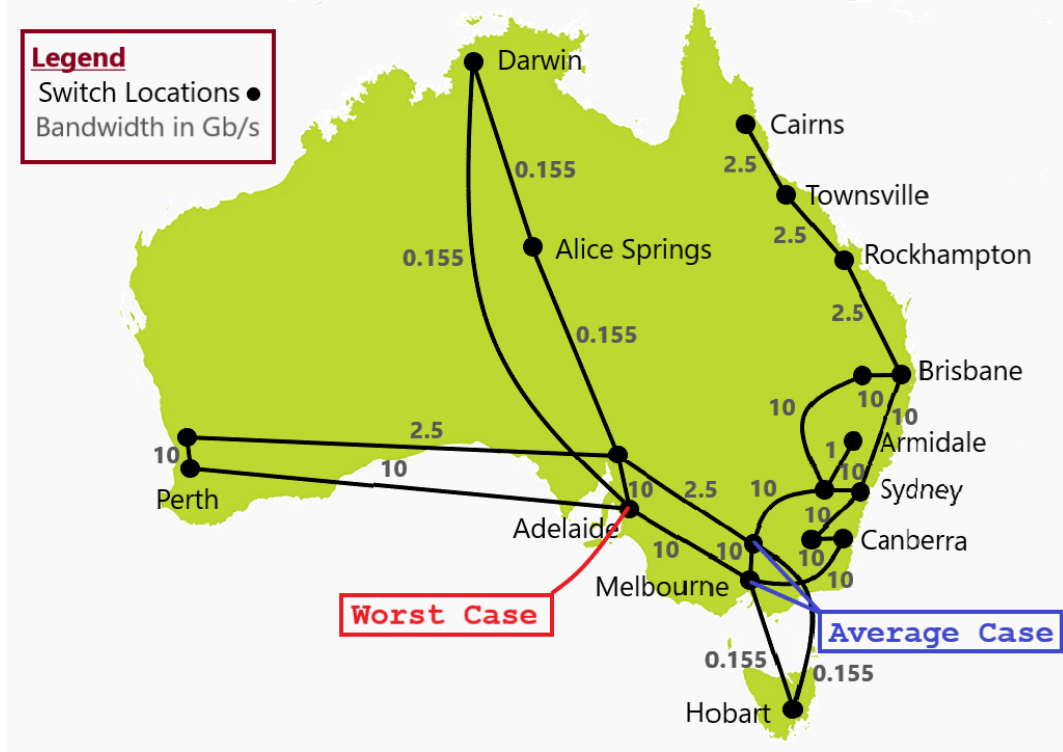 Legend
Switch Locations
Bandwidth in Gb/s
Darwin
Cairns
0.155
2.5
Townsville
2.5
Alice Springs
Rockhampton
0.155
0.155
2.5
Brisbane
10
10
10
2.5
Armidale
1
10
10
10
2.5
10
Sydney
10
Perth
10
Adelaide
10
10
10
Canberra
10
Melbourne
Worst Case
Average Case
0.155
0.155
Hobart